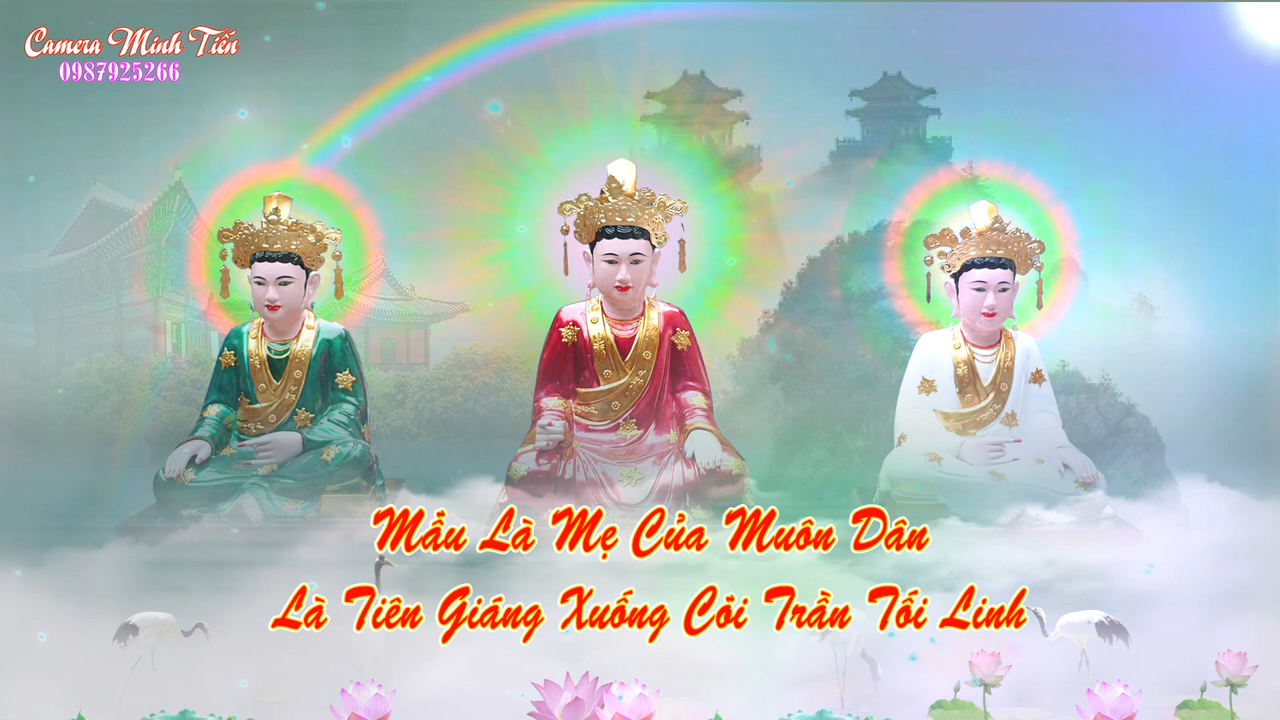 Camera Minh Tiến
0987925266
Mẫu Là Mẹ Của Muôn Dân
Là Tiên Giáng Xuống Cõi Trần Tối Linh